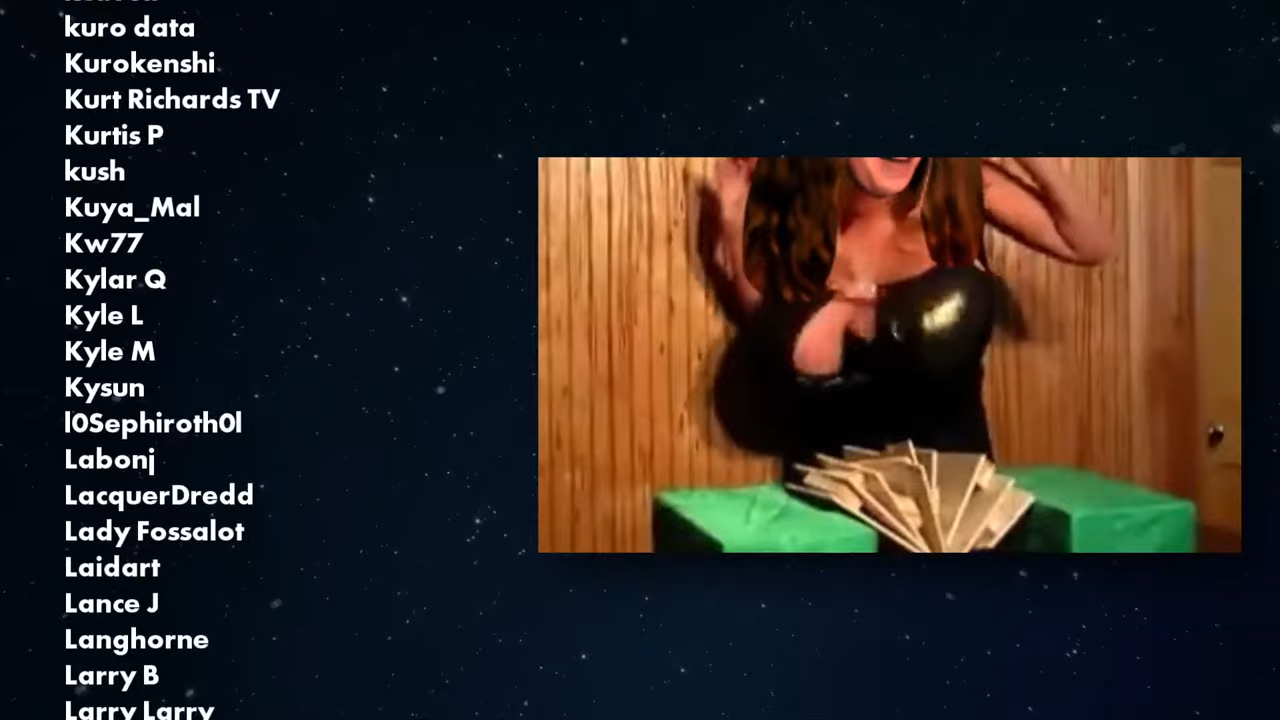 kuro data
Kurokenshi
Kurt Richards TV
Kurtis P
kush
Kuya_Mal
Kw77
Kylar Q
Kyle L
Kyle M
Kysun
l0Sephiroth0l
Labonj
LacquerDredd
Lady Fossalot
Laidart
Lance J
Langhorne
Larry B
Larry Larry